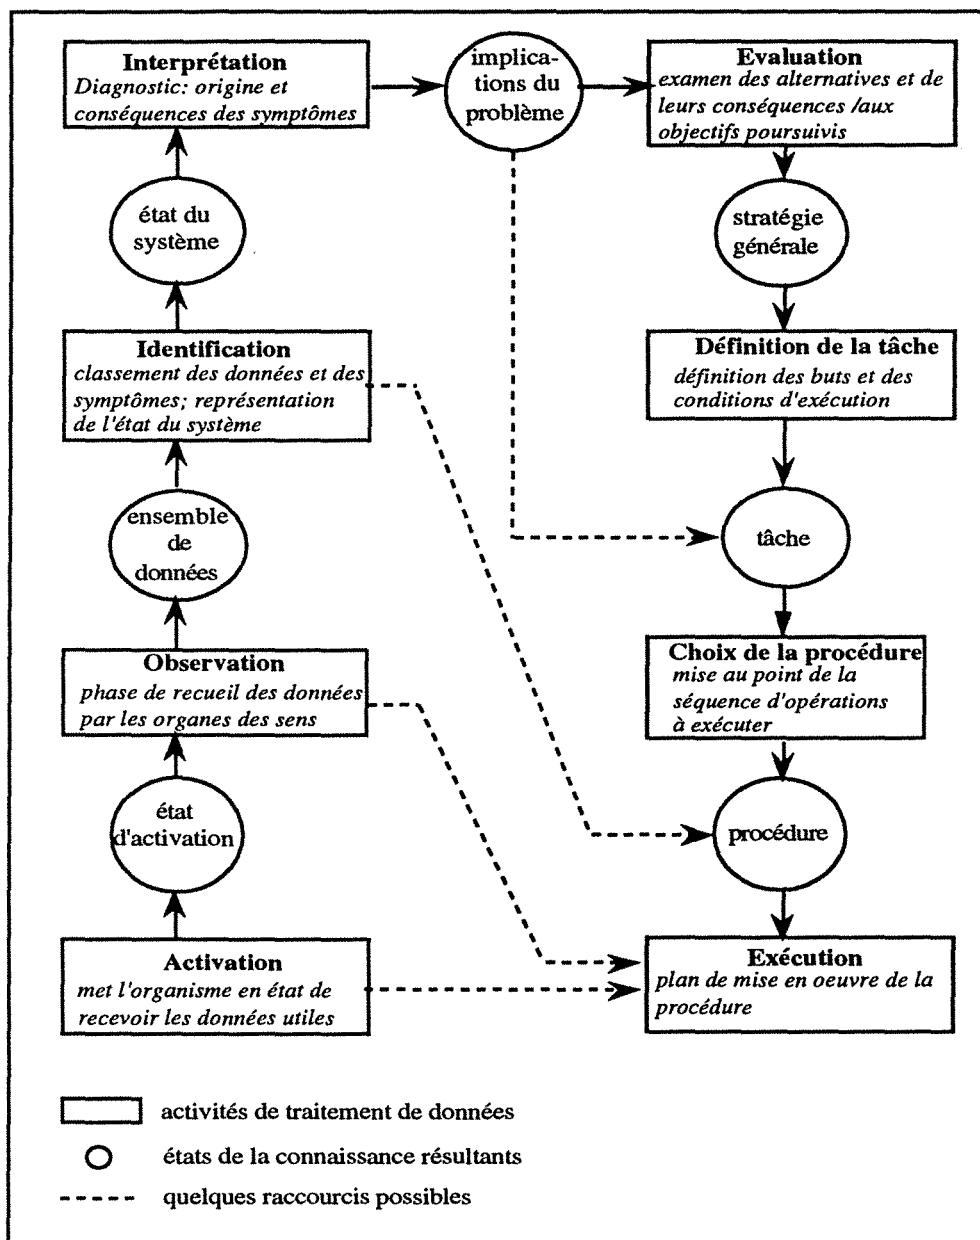 Interprétation
Diagnostic: origine et
conséquences des symptômes
implica-
tions du
problème
Evaluation
examen des alternatives et de
leurs conséquences /aux
objectifs poursuivis
état du
système
stratégie
générale
Identification
classement des données et des
symptômes; représentation
de l'état du système
Définition de la tâche
définition des buts et des
conditions d'exécution
ensemble
de
données
tâche
Observation
phase de recueil des données
par les organes des sens
Choix de la procédure
mise au point de la
séquence d'opérations
à exécuter
état
d'activation
procédure
Activation
met l'organisme en état de
recevoir les données utiles
Exécution
plan de mise en oeuvre de la
procédure
activités de traitement de données
états de la connaissance résultants
quelques raccourcis possibles